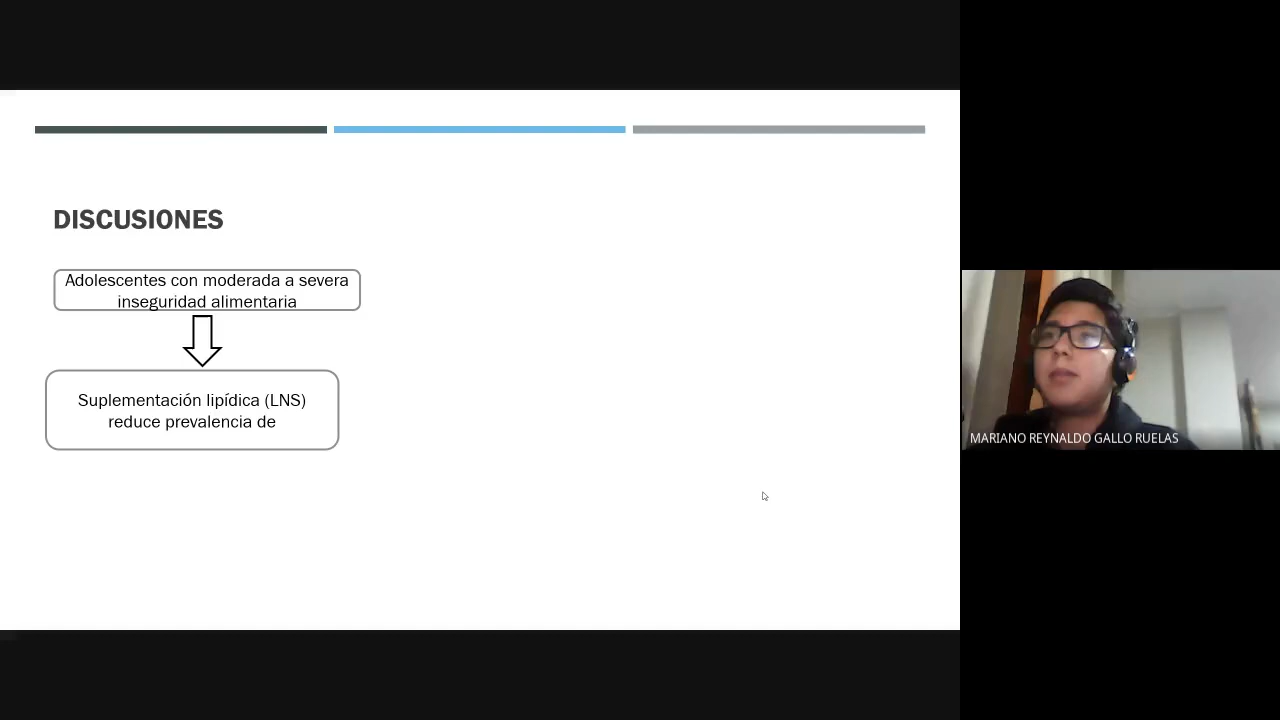 DISCUSIONES
Adolescentes con moderada a severa
inseguridad alimentaria
Suplementación lipídica (LNS)
reduce prevalencia de
MARIANO REYNALDO GALLO RUELAS